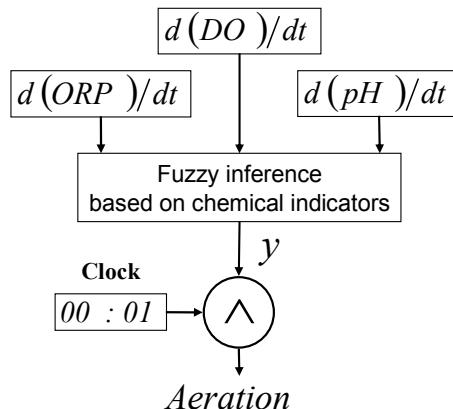 d(DO)/dt
d(ORP)/dt
d(pH)/dt
Fuzzy inference
based on chemical indicators
y
Clock
00 : 01
∧
Aeration